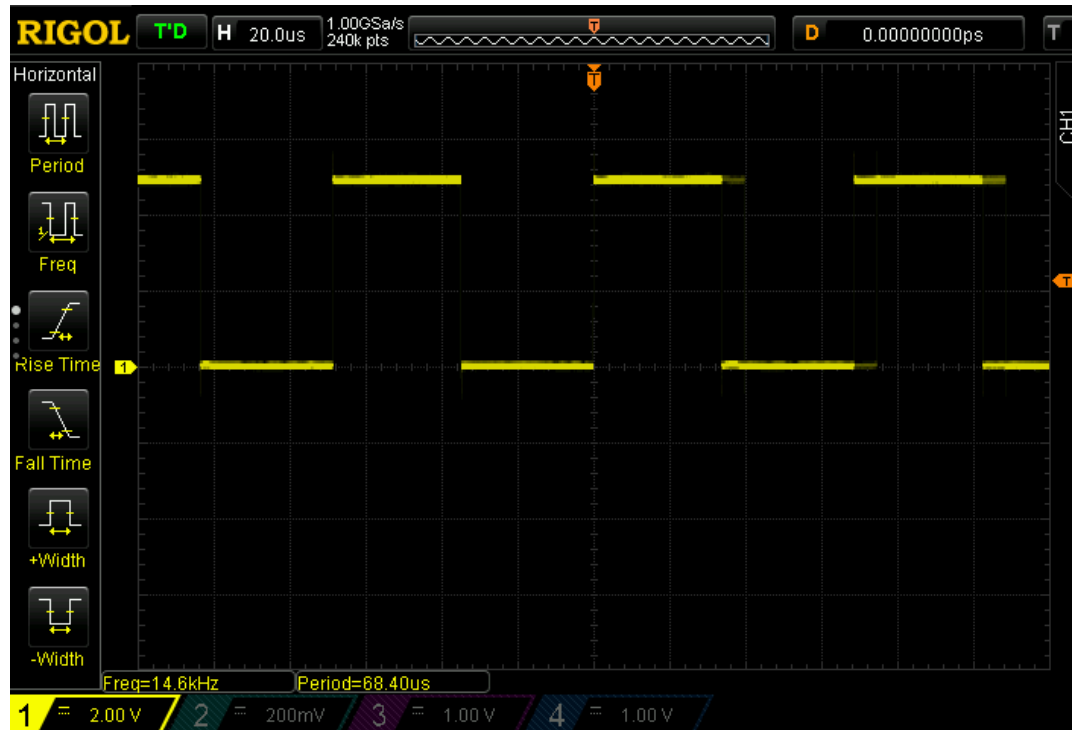 RIGOL T'D H 20.0us 1.00GSa/s 240k pts T D 0.00000000ps T
Horizontal
T
CH1
Period
Freq
T
Rise Time
1
Fall Time
+Width
-Width
Freq=14.6kHz Period=68.40us
1 2.00 V 2 200mV 3 1.00 V 4 1.00 V